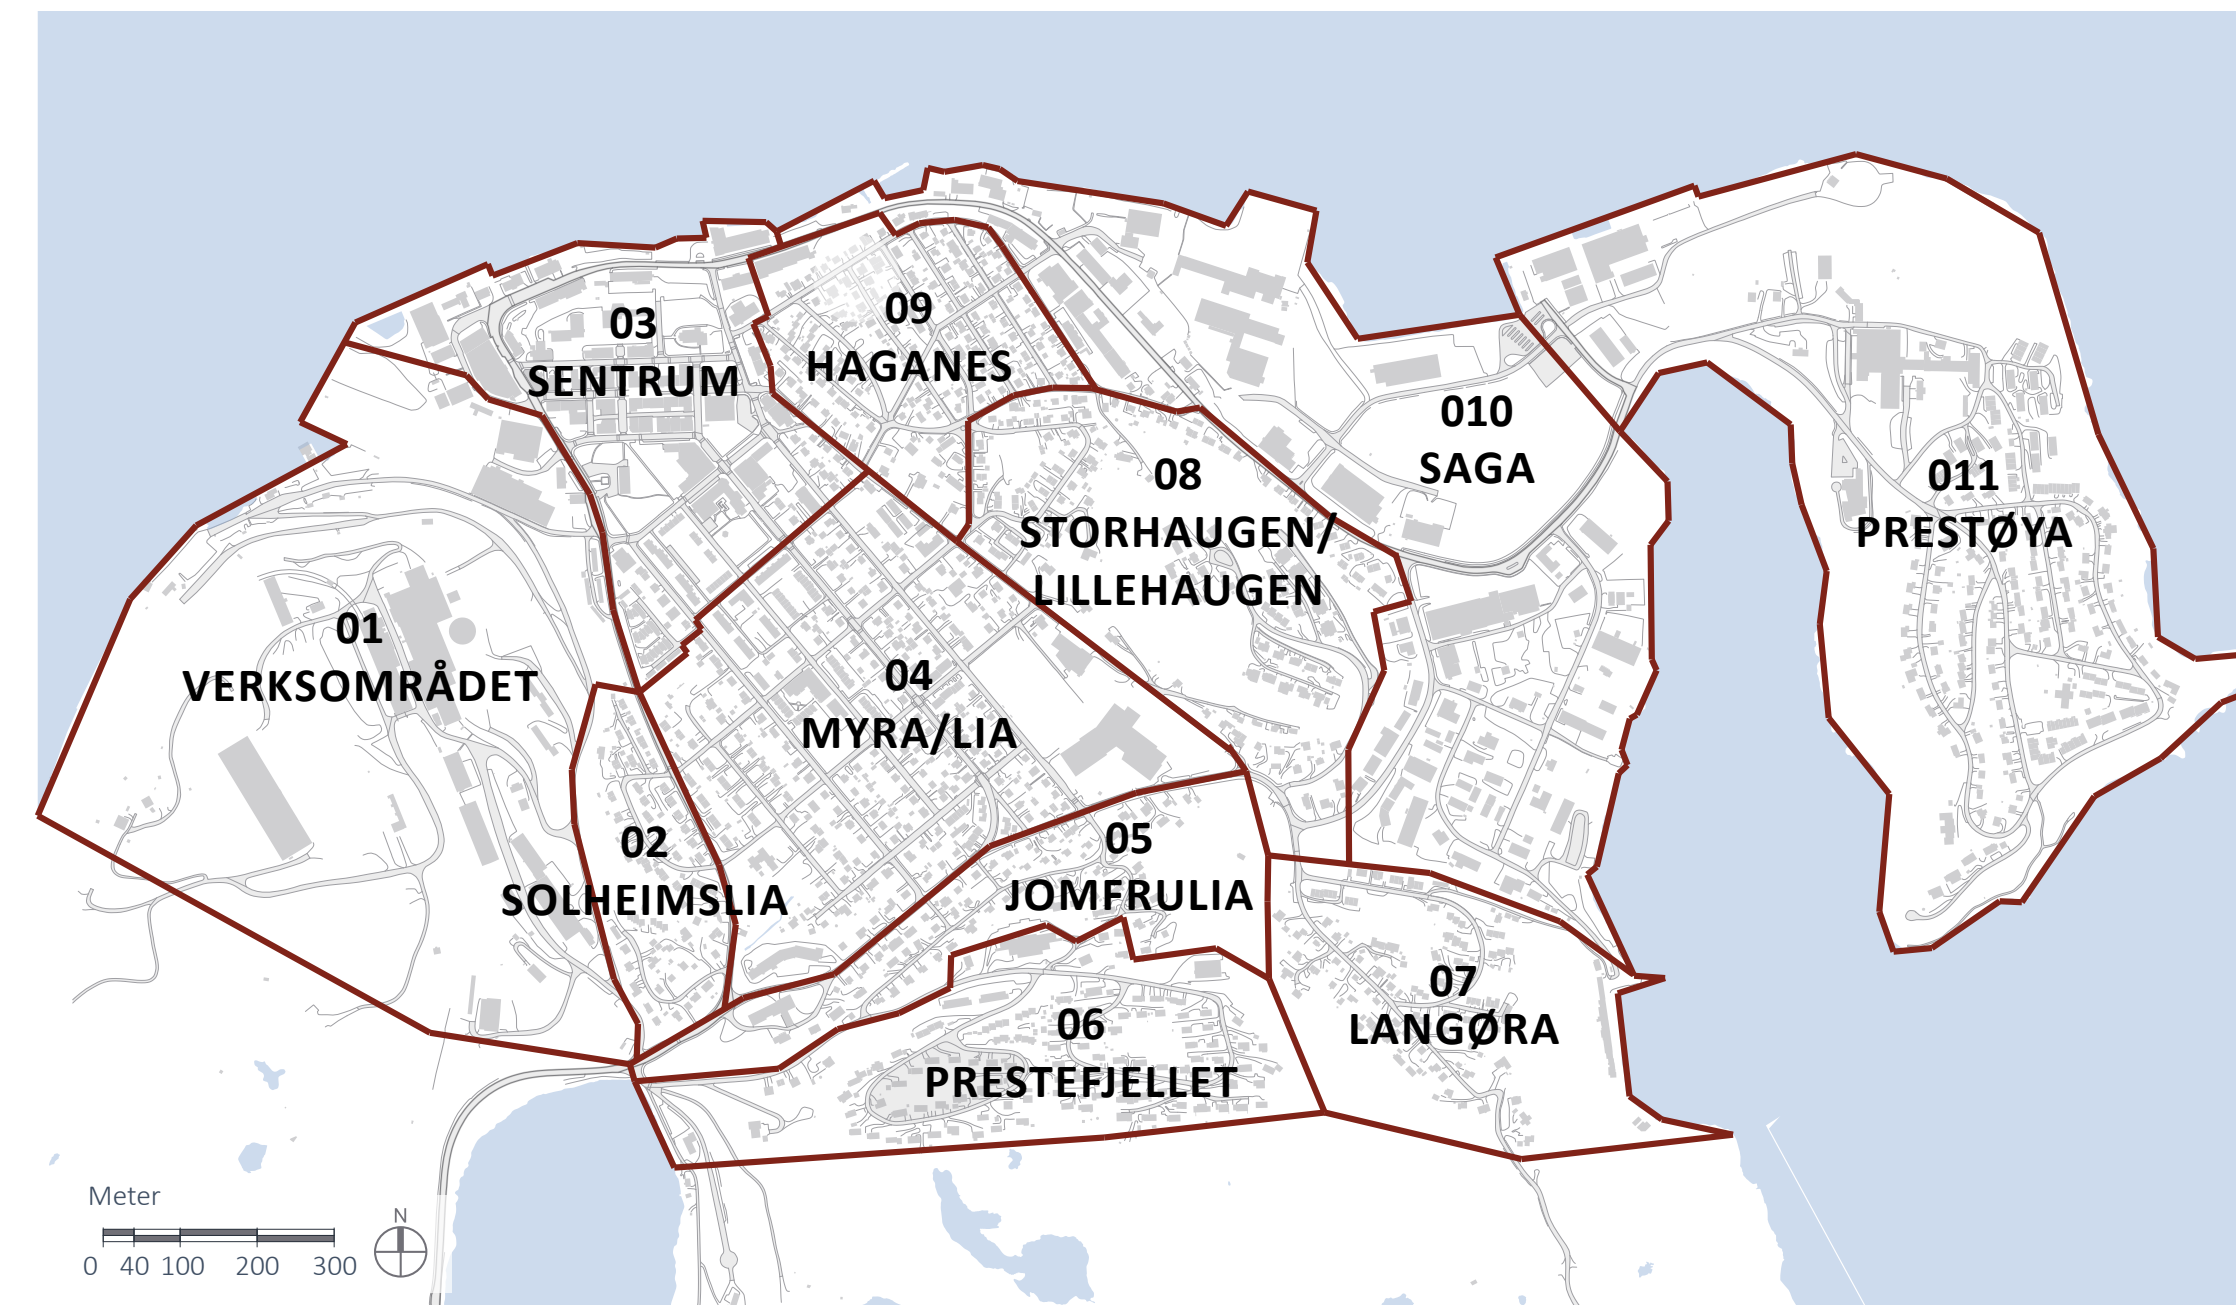 03
SENTRUM
09
HAGANES
010
SAGA
08
STORHAUGEN/
LILLEHAUGEN
011
PRESTØYA
01
VERKSOMRÅDET
04
MYRA/LIA
02
SOLHEIMSLIA
05
JOMFRULIA
07
LANGØRA
06
PRESTEFJELLET
Meter
0 40 100 200 300
N